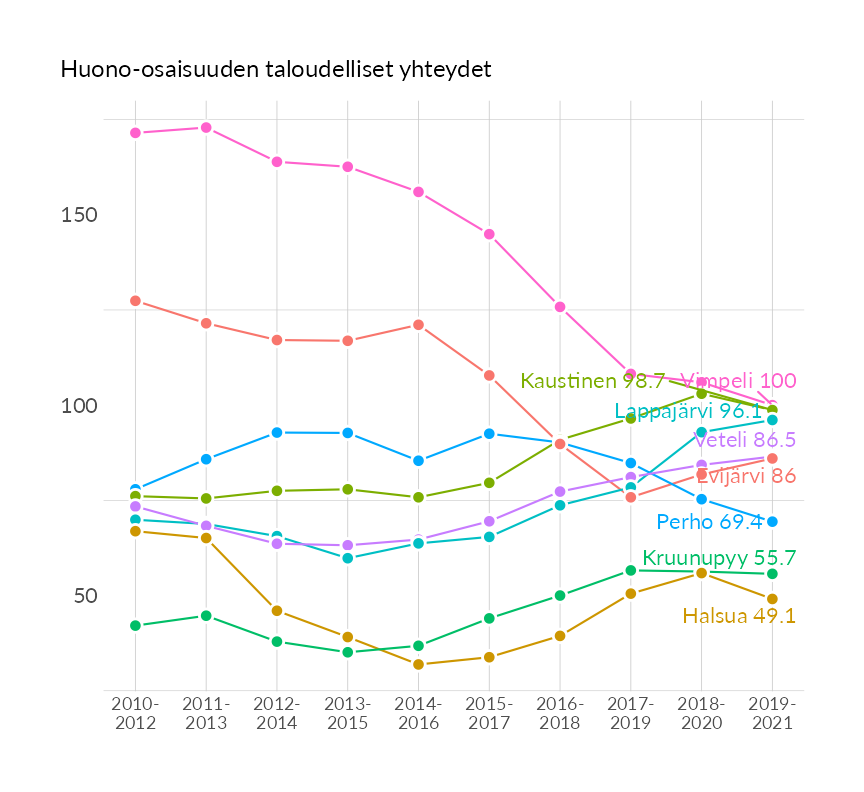 Huono-osaisuuden taloudelliset yhteydet
150
100
50
Kaustinen 98.7
Vimpeli 100
Lappajärvi 96.1
Veteli 86.5
Evijärvi 86
Perho 69.4
Kruunupyy 55.7
Halsua 49.1
2010-
2012
2011-
2013
2012-
2014
2013-
2015
2014-
2016
2015-
2017
2016-
2018
2017-
2019
2018-
2020
2019-
2021